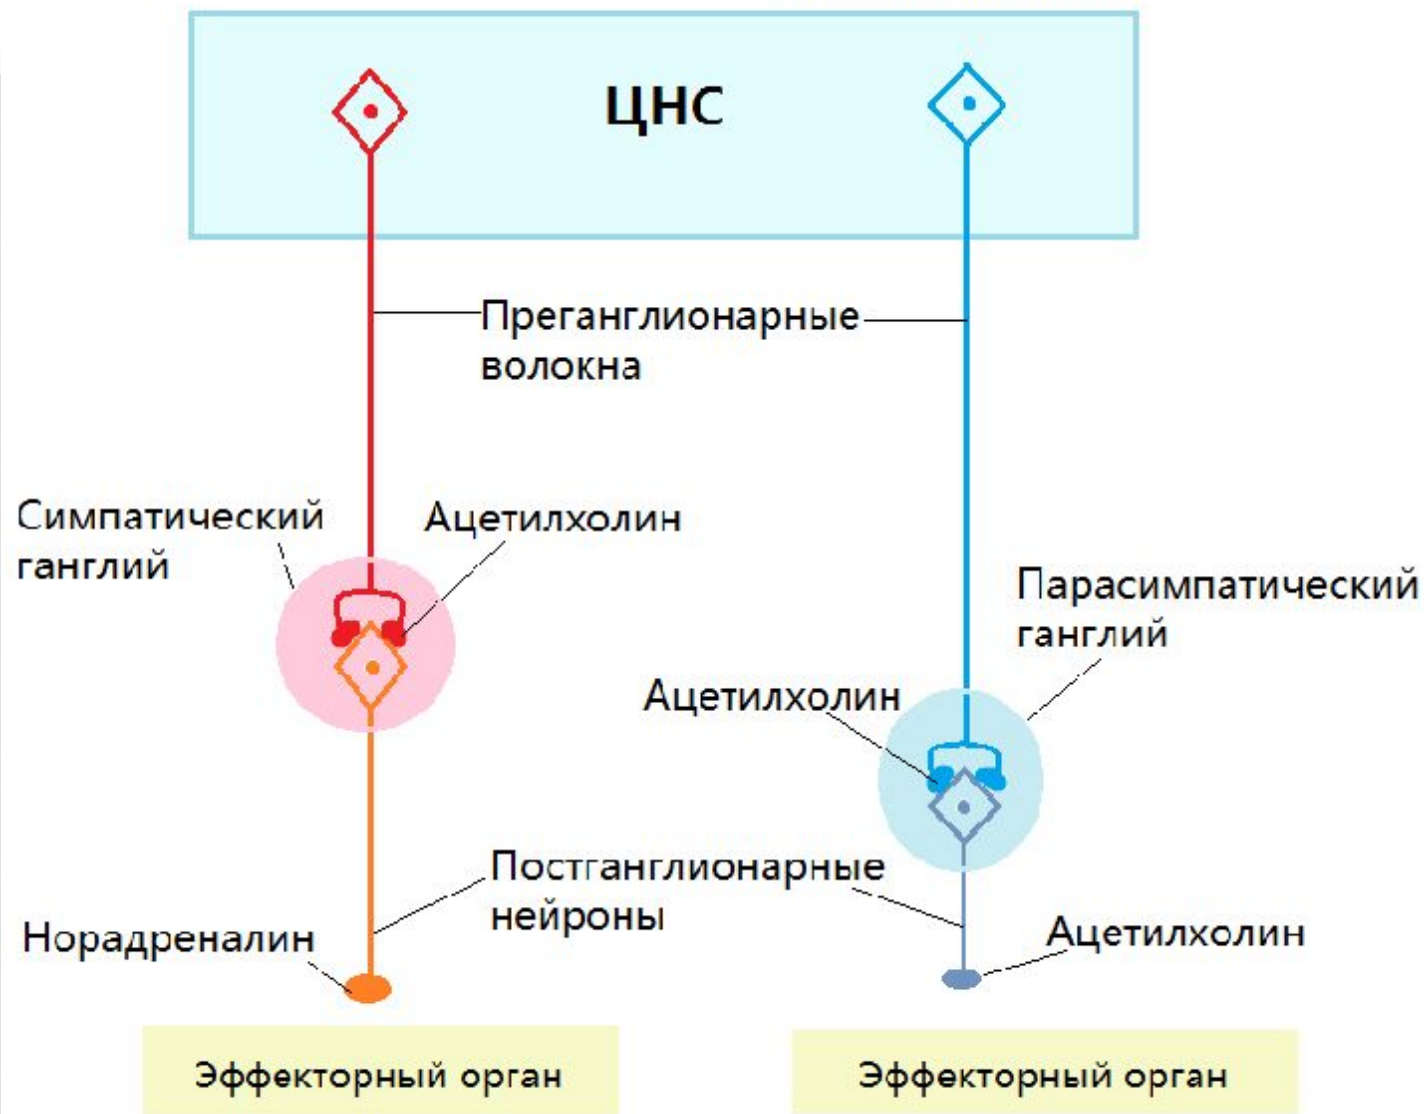 ЦНС
Преганглионарные
волокна
Симпатический
ганглий
Ацетилхолин
Парасимпатический
ганглий
Ацетилхолин
Постганглионарные
нейроны
Норадреналин
Ацетилхолин
Эффекторный орган
Эффекторный орган